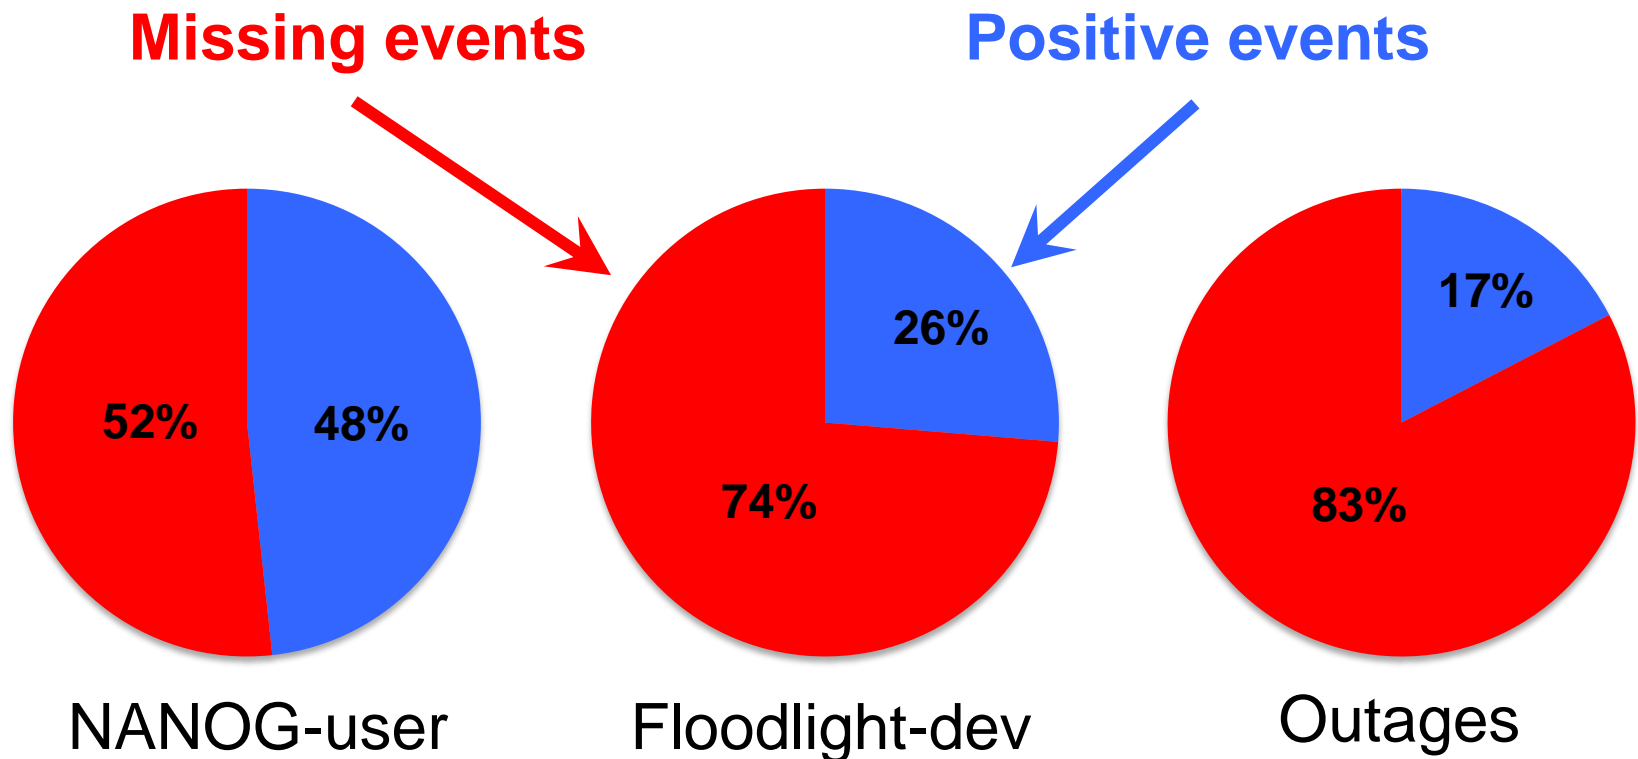 Missing events
Positive events
52%
48%
26%
74%
17%
83%
NANOG-user
Floodlight-dev
Outages